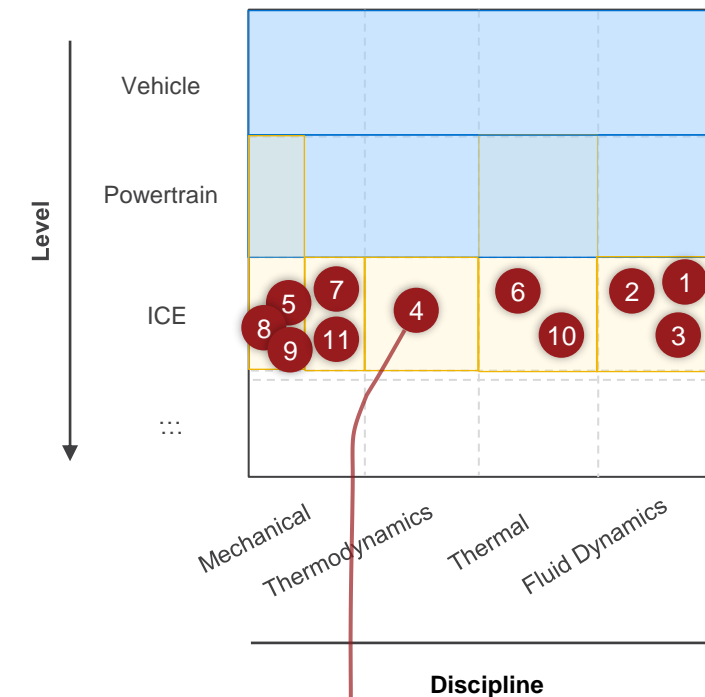 Vehicle
Powertrain
Level
ICE
7
5
8
9
11
4
6
10
2
1
3
...
Mechanical
Thermodynamics
Thermal
Fluid Dynamics
Discipline